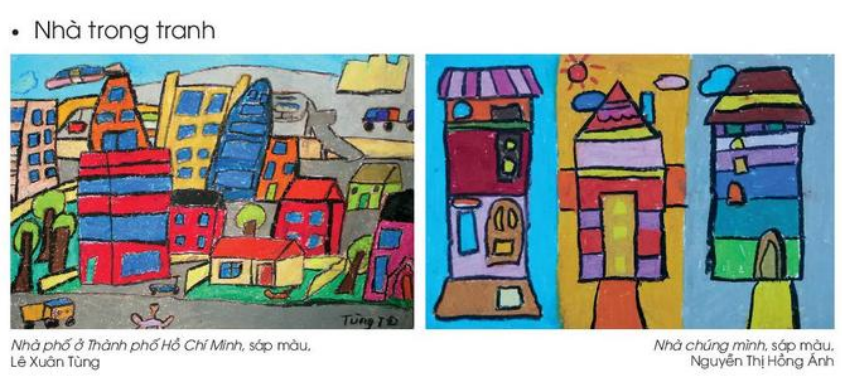 • Nhà trong tranh
Tùng
Nhà phố ở Thành phố Hồ Chí Minh, sáp màu,
Lê Xuân Tùng
Nhà chúng mình, sáp màu,
Nguyễn Thị Hồng Ánh